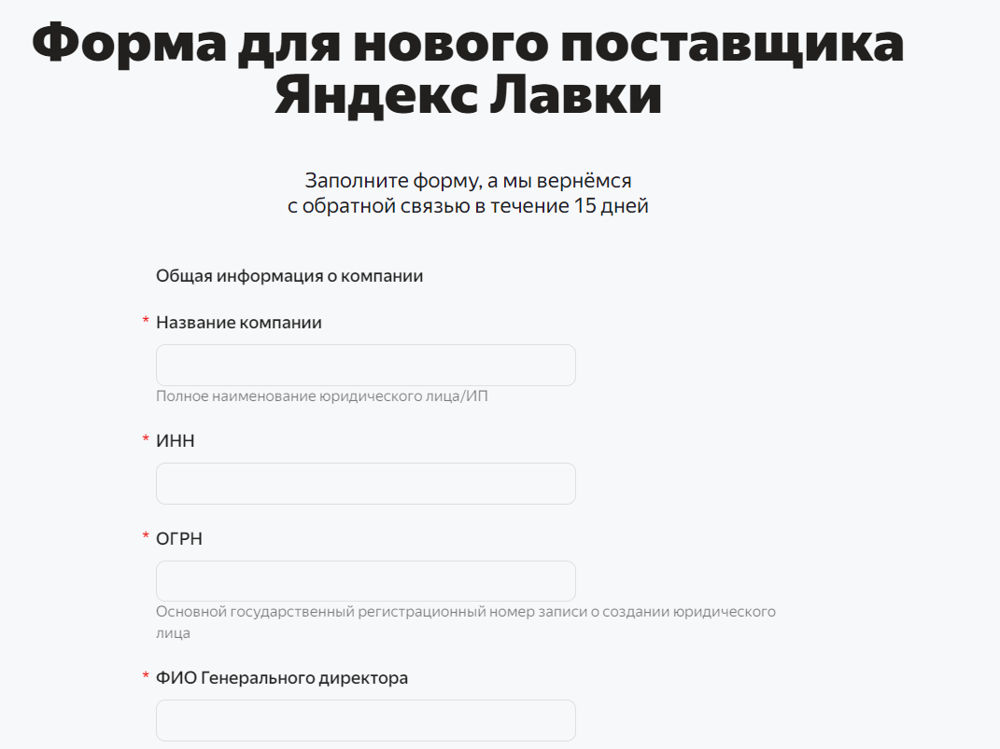 Форма для нового поставщика
Яндекс Лавки
Заполните форму, а мы вернёмся
с обратной связью в течение 15 дней
Общая информация о компании
* Название компании
Полное наименование юридического лица/ИП
* ИНН
* ОГРН
Основной государственный регистрационный номер записи о создании юридического
лица
* ФИО Генерального директора